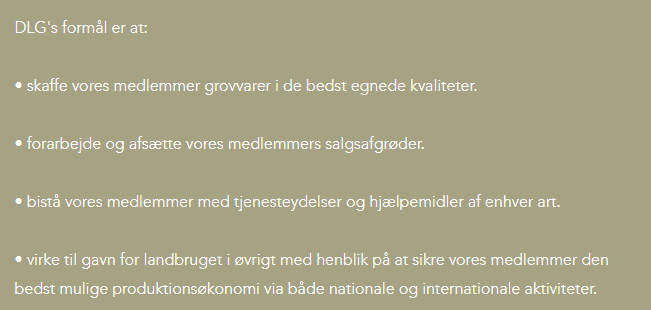 DLG's formål er at:
• skaffe vores medlemmer grovvarer i de bedst egnede kvaliteter.
• forarbejde og afsætte vores medlemmers salgsafgrøder.
• bistå vores medlemmer med tjenesteydelser og hjælpemidler af enhver art.
• virke til gavn for landbruget i øvrigt med henblik på at sikre vores medlemmer den
bedst mulige produktionsøkonomi via både nationale og internationale aktiviteter.